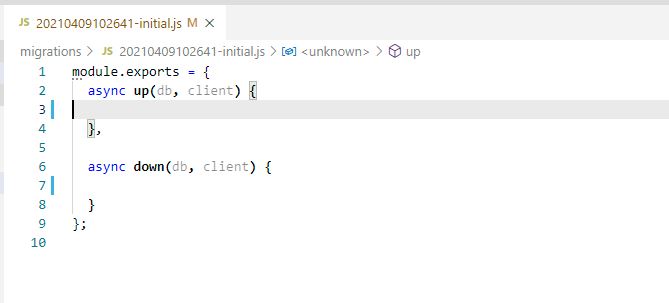 JS 20210409102641-initial.js M ×
migrations > JS 20210409102641-initial.js > <unknown> > up
1 module.exports = {
2 async up(db, client) {
3
4 },
5
6 async down(db, client) {
7
8 }
9 };
10